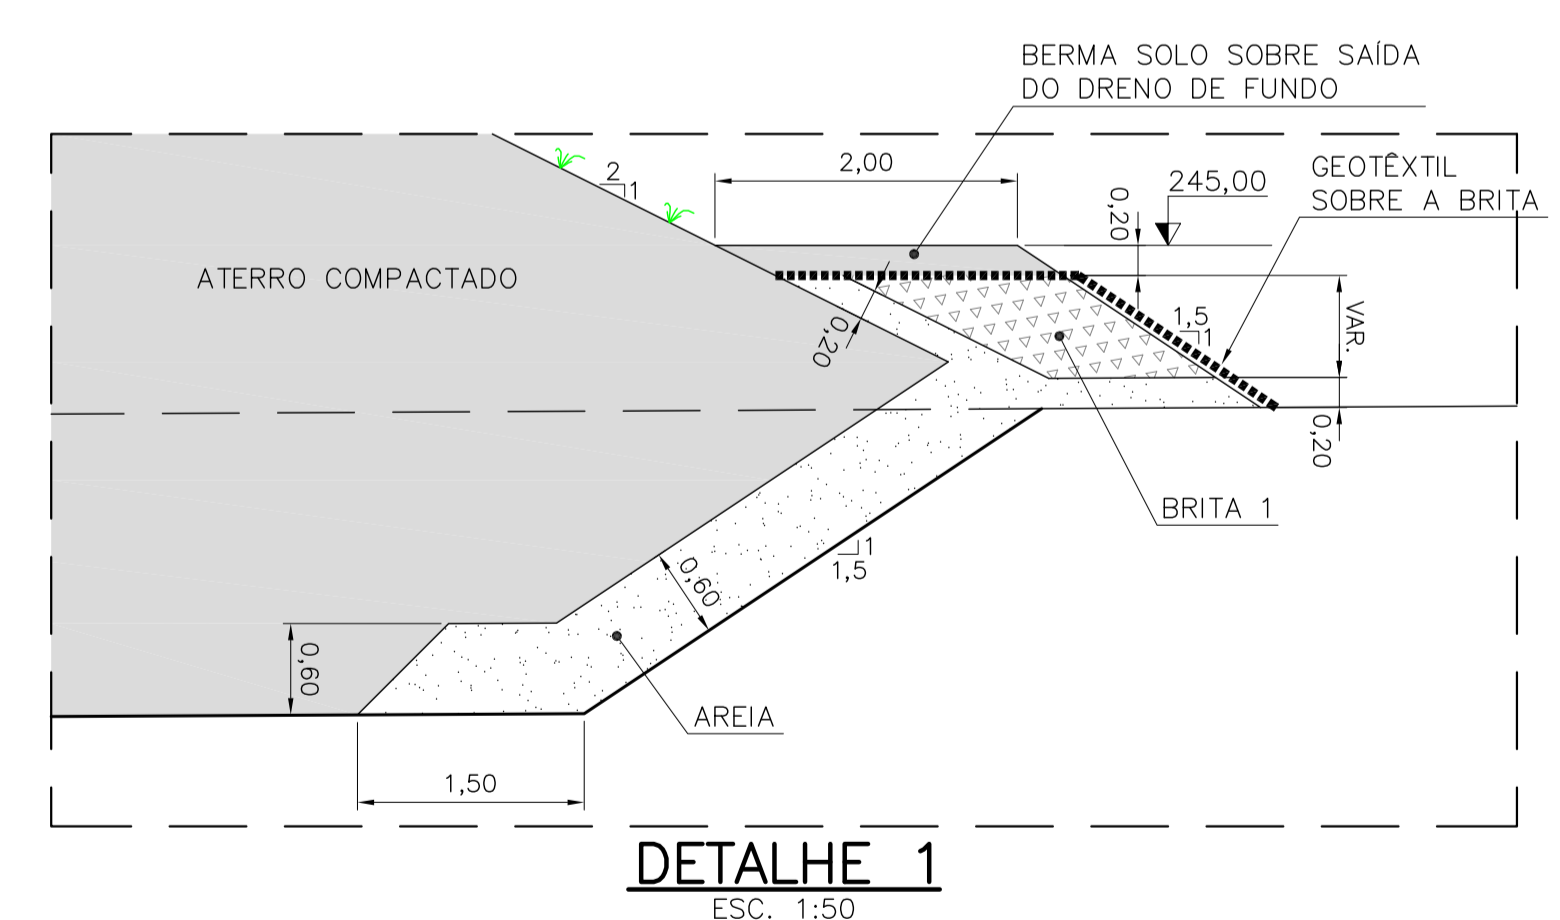 BERMA SOLO SOBRE SAÍDA
DO DRENO DE FUNDO
GEOTÊXTIL
SOBRE A BRITA
2
1
2,00
0,20
245,00
ATERRO COMPACTADO
0,20
1,5
1
VAR.
0,20
BRITA 1
1
1,5
0,60
0,60
AREIA
1,50
DETALHE 1
ESC. 1:50